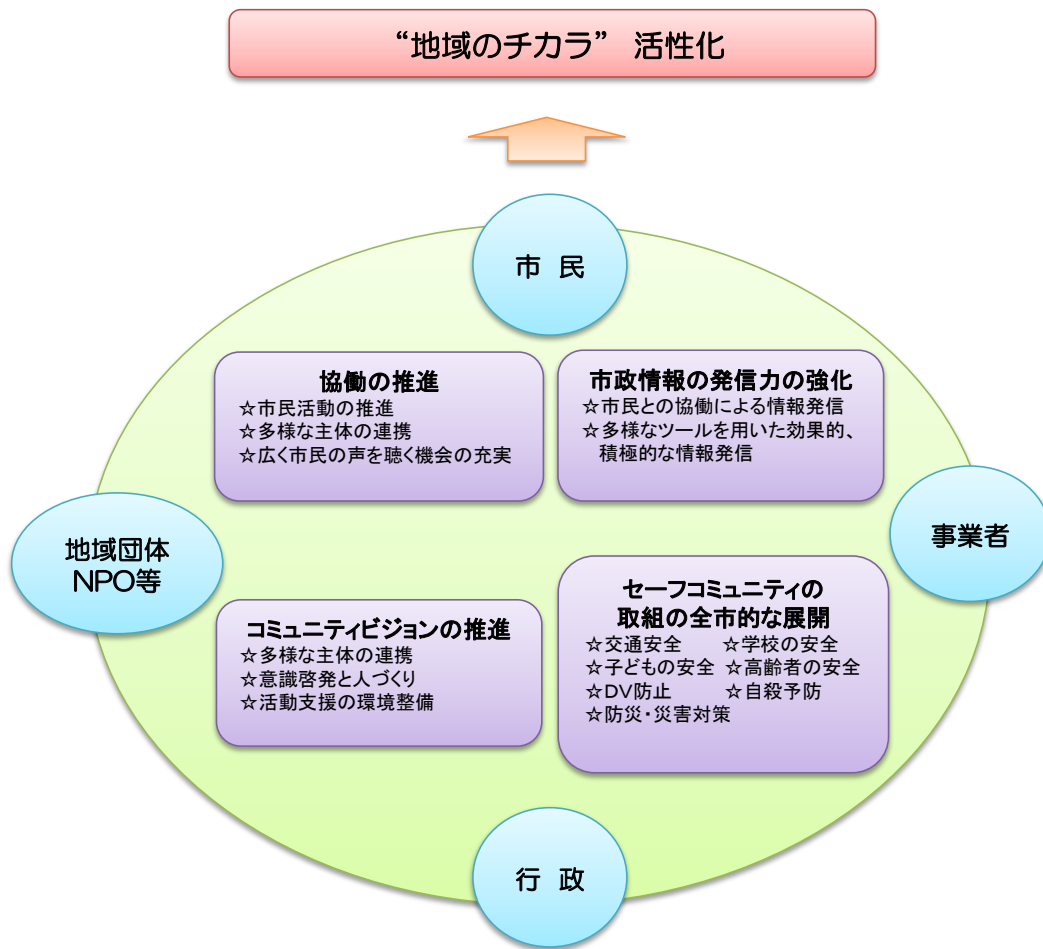 “地域のチカラ” 活性化
市 民
協働の推進
☆市民活動の推進
☆多様な主体の連携
☆広く市民の声を聴く機会の充実
市政情報の発信力の強化
☆市民との協働による情報発信
☆多様なツールを用いた効果的、
積極的な情報発信
地域団体
NPO等
事業者
コミュニティビジョンの推進
☆多様な主体の連携
☆意識啓発と人づくり
☆活動支援の環境整備
セーフコミュニティの
取組の全市的な展開
☆交通安全 ☆学校の安全
☆子どもの安全 ☆高齢者の安全
☆DV防止 ☆自殺予防
☆防災・災害対策
行 政